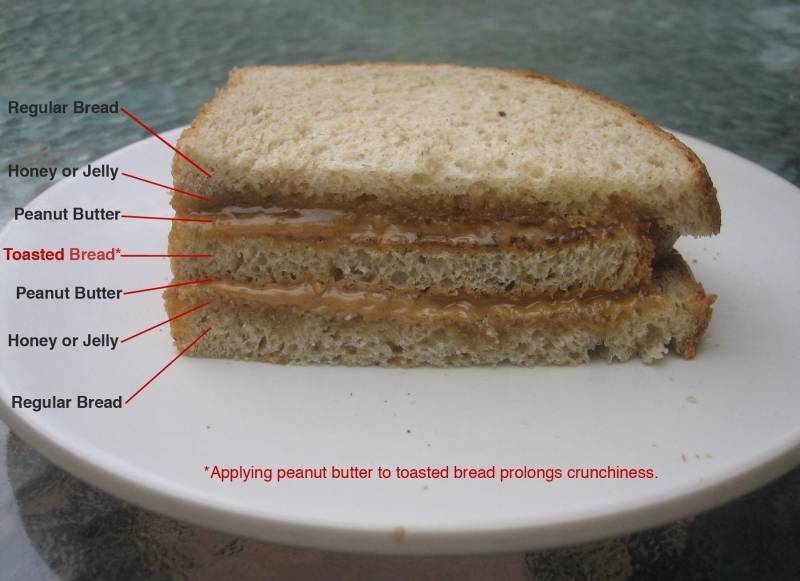 Regular Bread
Honey or Jelly
Peanut Butter
Toasted Bread*
Peanut Butter
Honey or Jelly
Regular Bread
*Applying peanut butter to toasted bread prolongs crunchiness.